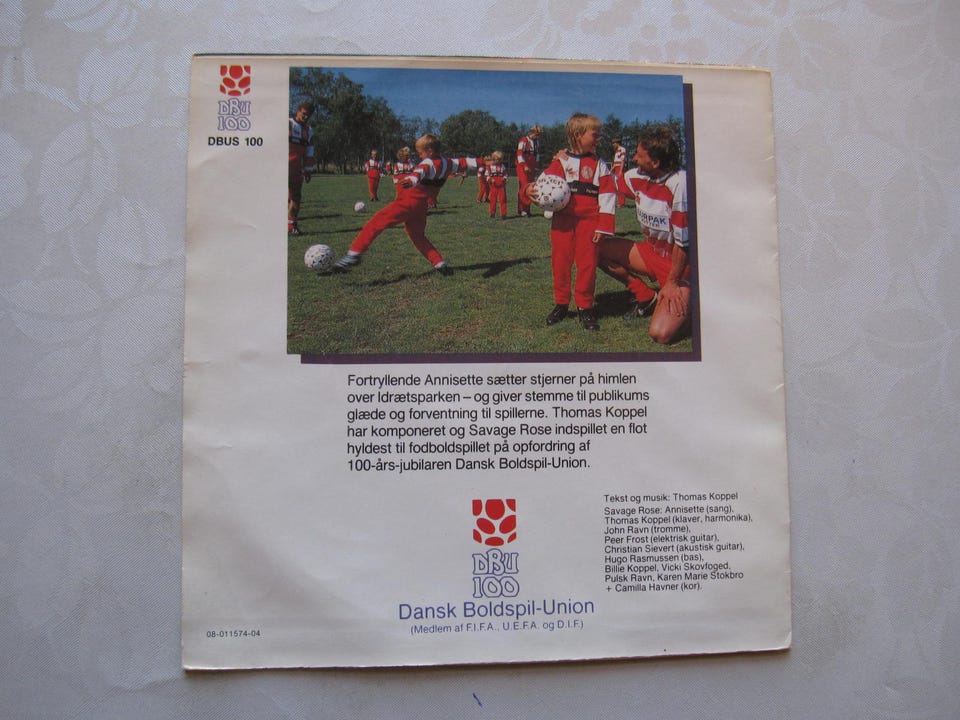 DBU
100
DBUS 100
SELECT
LURPAK
Fortryllende Annisette sætter stjerner på himlen
over Idrætsparken – og giver stemme til publikums
glæde og forventning til spillerne. Thomas Koppel
har komponeret og Savage Rose indspillet en flot
hyldest til fodboldspillet på opfordring af
100-års-jubilaren Dansk Boldspil-Union.
Tekst og musik: Thomas Koppel
Savage Rose: Annisette (sang),
Thomas Koppel (klaver, harmonika),
John Ravn (tromme),
Peer Frost (elektrisk guitar),
Christian Sievert (akustisk guitar),
Hugo Rasmussen (bas),
Billie Koppel, Vicki Skovfoged,
Pulsk Ravn, Karen Marie Stokbro
+ Camilla Havner (kor).
DBU
100
Dansk Boldspil-Union
(Medlem af F.I.F.A., U.E.F.A. og D.I.F.)
08-011574-04